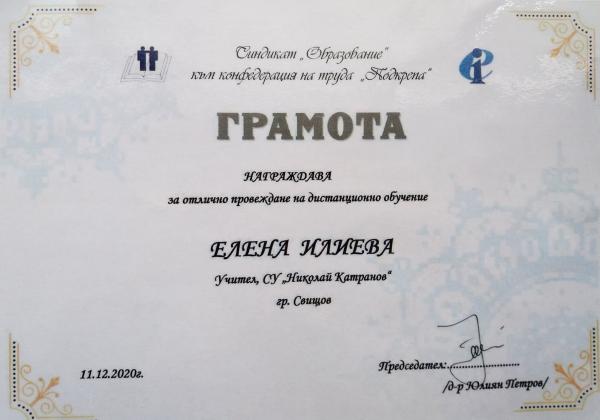 Синдикат „Образование“
към конфедерация на труда „Подкрепа“
ГРАМОТА
НАГРАЖДАВА
за отлично провеждане на дистанционно обучение
ЕЛЕНА ИЛИЕВА
Учител, СУ „Николай Катранов“
гр. Свищов
Председател:........................
11.12.2020г.
/д-р Юлиян Петров/